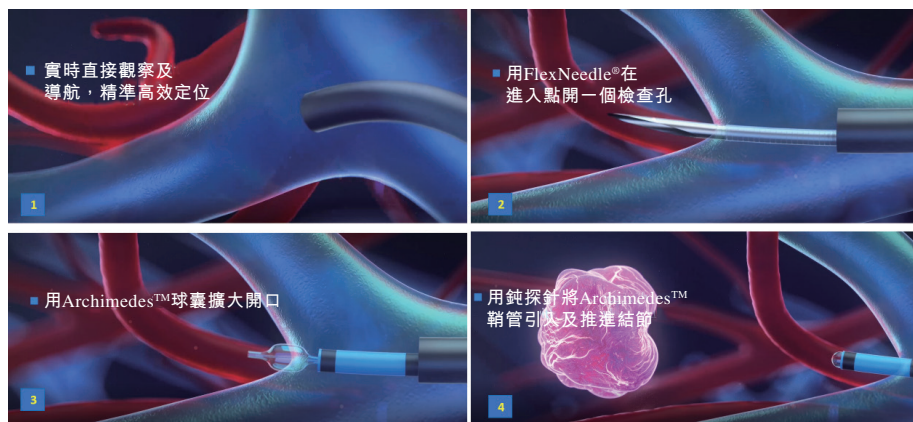 ■ 實時直接觀察及
導航，精準高效定位
1
■ 用FlexNeedle®在
進入點開一個檢查孔
2
■ 用Archimedes™球囊擴大開口
3
■ 用鈍探針將Archimedes™
鞘管引入及推進結節
4